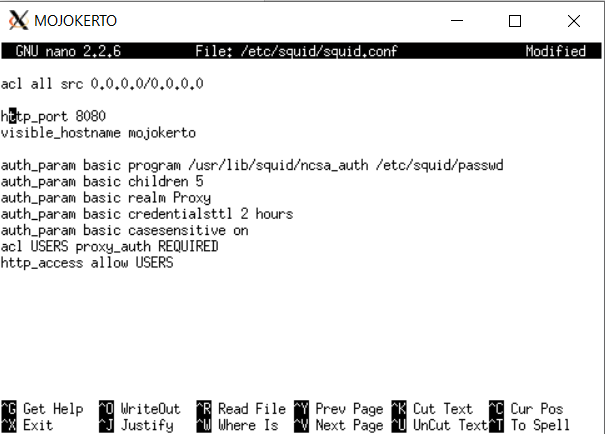 MOJOKERTO
GNU nano 2.2.6 File: /etc/squid/squid.conf Modified
acl all src 0.0.0.0/0.0.0.0
http_port 8080
visible_hostname mojokerto
auth_param basic program /usr/lib/squid/ncsa_auth /etc/squid/passwd
auth_param basic children 5
auth_param basic realm Proxy
auth_param basic credentialsttl 2 hours
auth_param basic casesensitive on
acl USERS proxy_auth REQUIRED
http_access allow USERS
^G Get Help ^O WriteOut ^R Read File ^Y Prev Page ^K Cut Text ^C Cur Pos
^X Exit ^J Justify ^W Where Is ^V Next Page ^U UnCut Text ^T To Spell